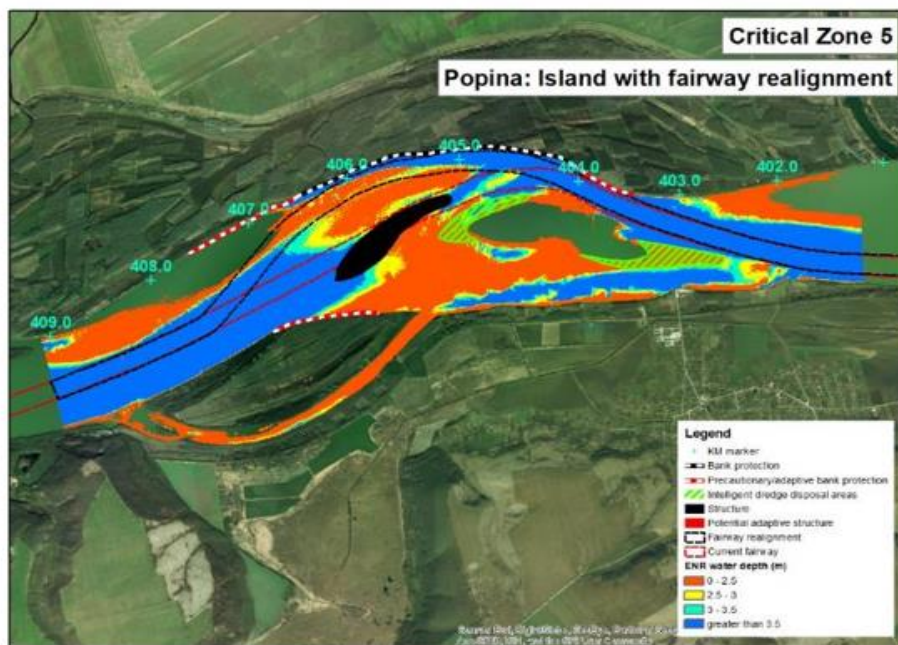 Critical Zone 5
Popina: Island with fairway realignment
405.0
406.0
404.0
403.0
402.0
407.0
408.0
409.0
Legend
KM marker
Bank protection
Precautionary/adaptive bank protection
Intelligent dredge disposal areas
Structure
Potential adaptive structure
Fairway realignment
Current fairway
ENR water depth (m)
0 - 2.5
2.5 - 3
3 - 3.5
greater than 3.5